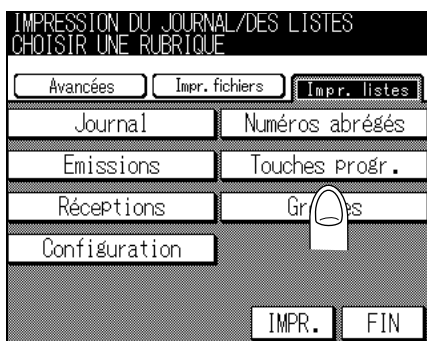 IMPRESSION DU JOURNAL/DES LISTES
CHOISIR UNE RUBRIQUE
Avancées Impr. fichiers Impr. listes
Journal Numéros abrégés
Emissions Touches progr.
Réceptions
Configuration
IMPR. FIN